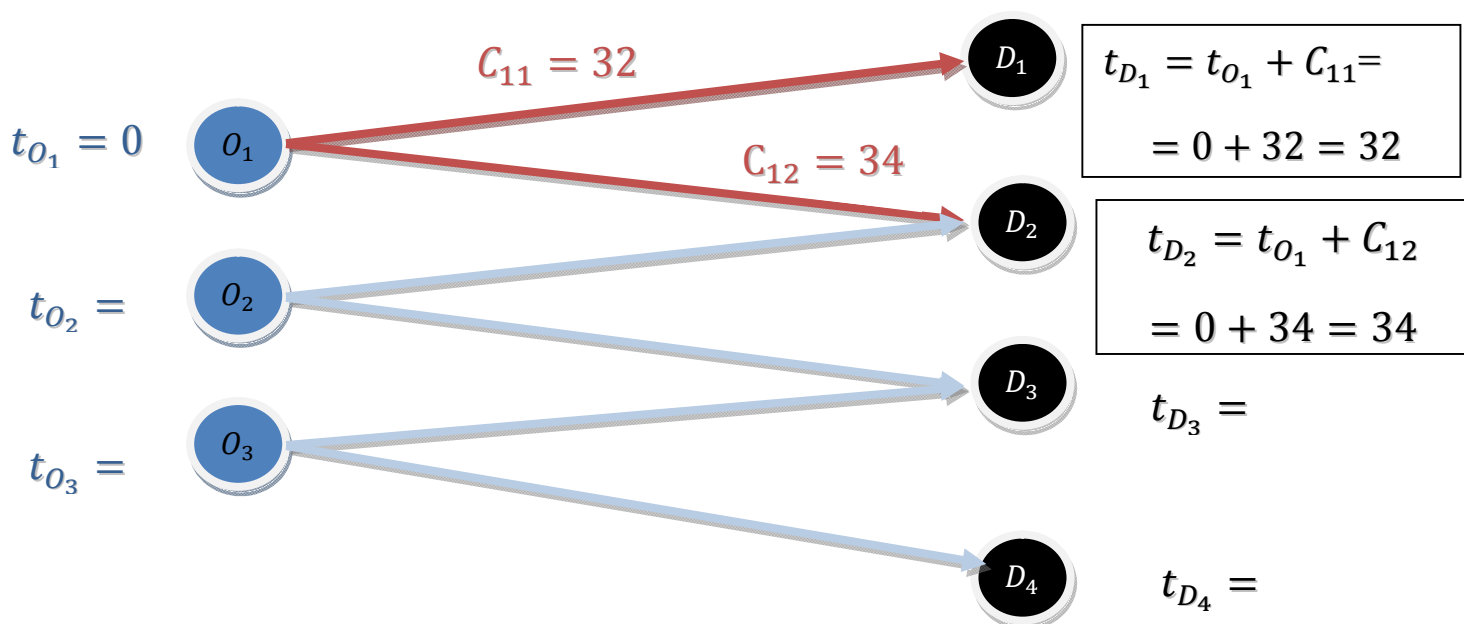 C₁₁ = 32
D₁
t_{D₁} = t_{O₁} + C₁₁=
= 0 + 32 = 32
t_{O₁} = 0
O₁
C₁₂ = 34
D₂
t_{D₂} = t_{O₁} + C₁₂
= 0 + 34 = 34
t_{O₂} =
O₂
D₃
t_{D₃} =
t_{O₃} =
O₃
D₄
t_{D₄} =